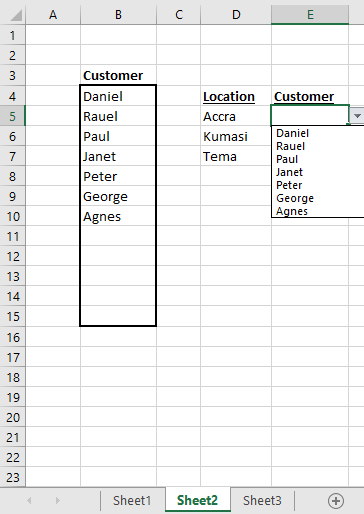 A B C D E
1
2
3 Customer
4 Daniel Location Customer
5 Rauel Accra
6 Paul Kumasi Daniel
7 Janet Tema Rauel
8 Peter Paul
9 George Janet
10 Agnes Peter
George
Agnes
11
12
13
14
15
16
17
18
19
20
21
22
23
Sheet1 Sheet2 Sheet3